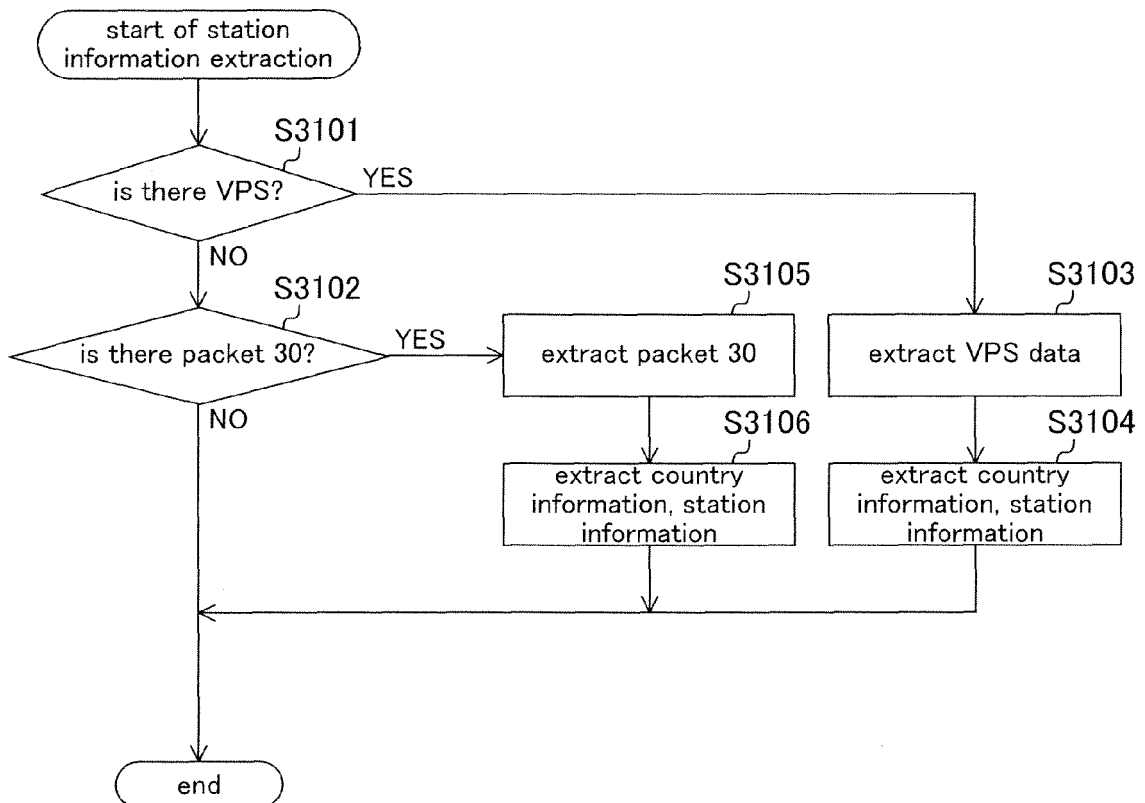 start of station
information extraction
S3101
is there VPS?
YES
NO
S3102
is there packet 30?
YES
NO
S3105
extract packet 30
S3103
extract VPS data
S3106
extract country
information, station
information
S3104
extract country
information, station
information
end